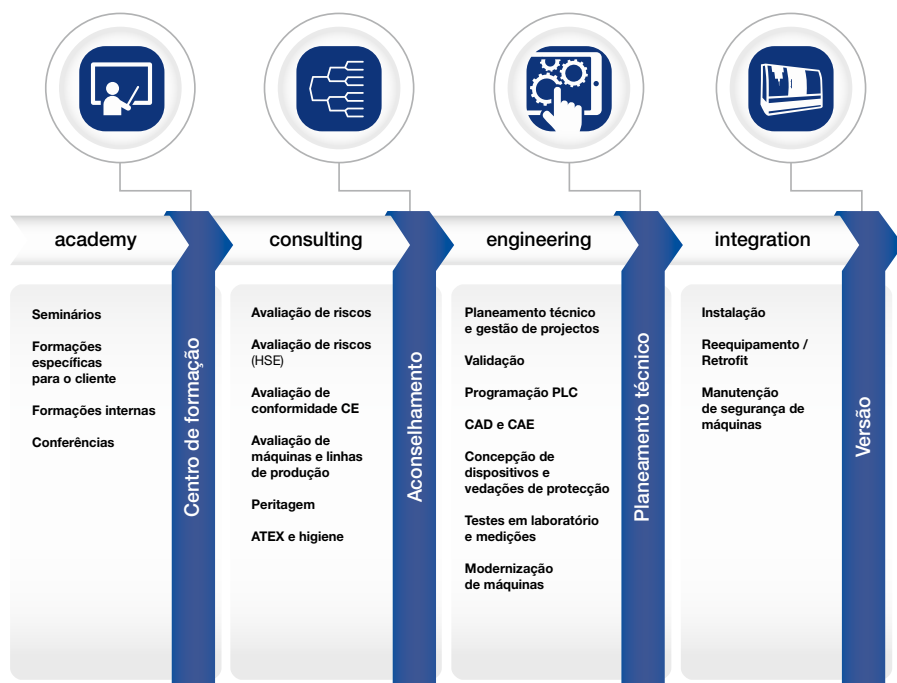 academy
consulting
engineering
integration
Seminários
Formações
específicas
para o cliente
Formações internas
Conferências
Centro de formação
Avaliação de riscos
Avaliação de riscos
(HSE)
Avaliação de
conformidade CE
Avaliação de
máquinas e linhas
de produção
Peritagem
ATEX e higiene
Aconselhamento
Planeamento técnico
e gestão de projectos
Validação
Programação PLC
CAD e CAE
Concepção de
dispositivos e
vedações de protecção
Testes em laboratório
e medições
Modernização
de máquinas
Planeamento técnico
Instalação
Reequipamento /
Retrofit
Manutenção
de segurança de
máquinas
Versão